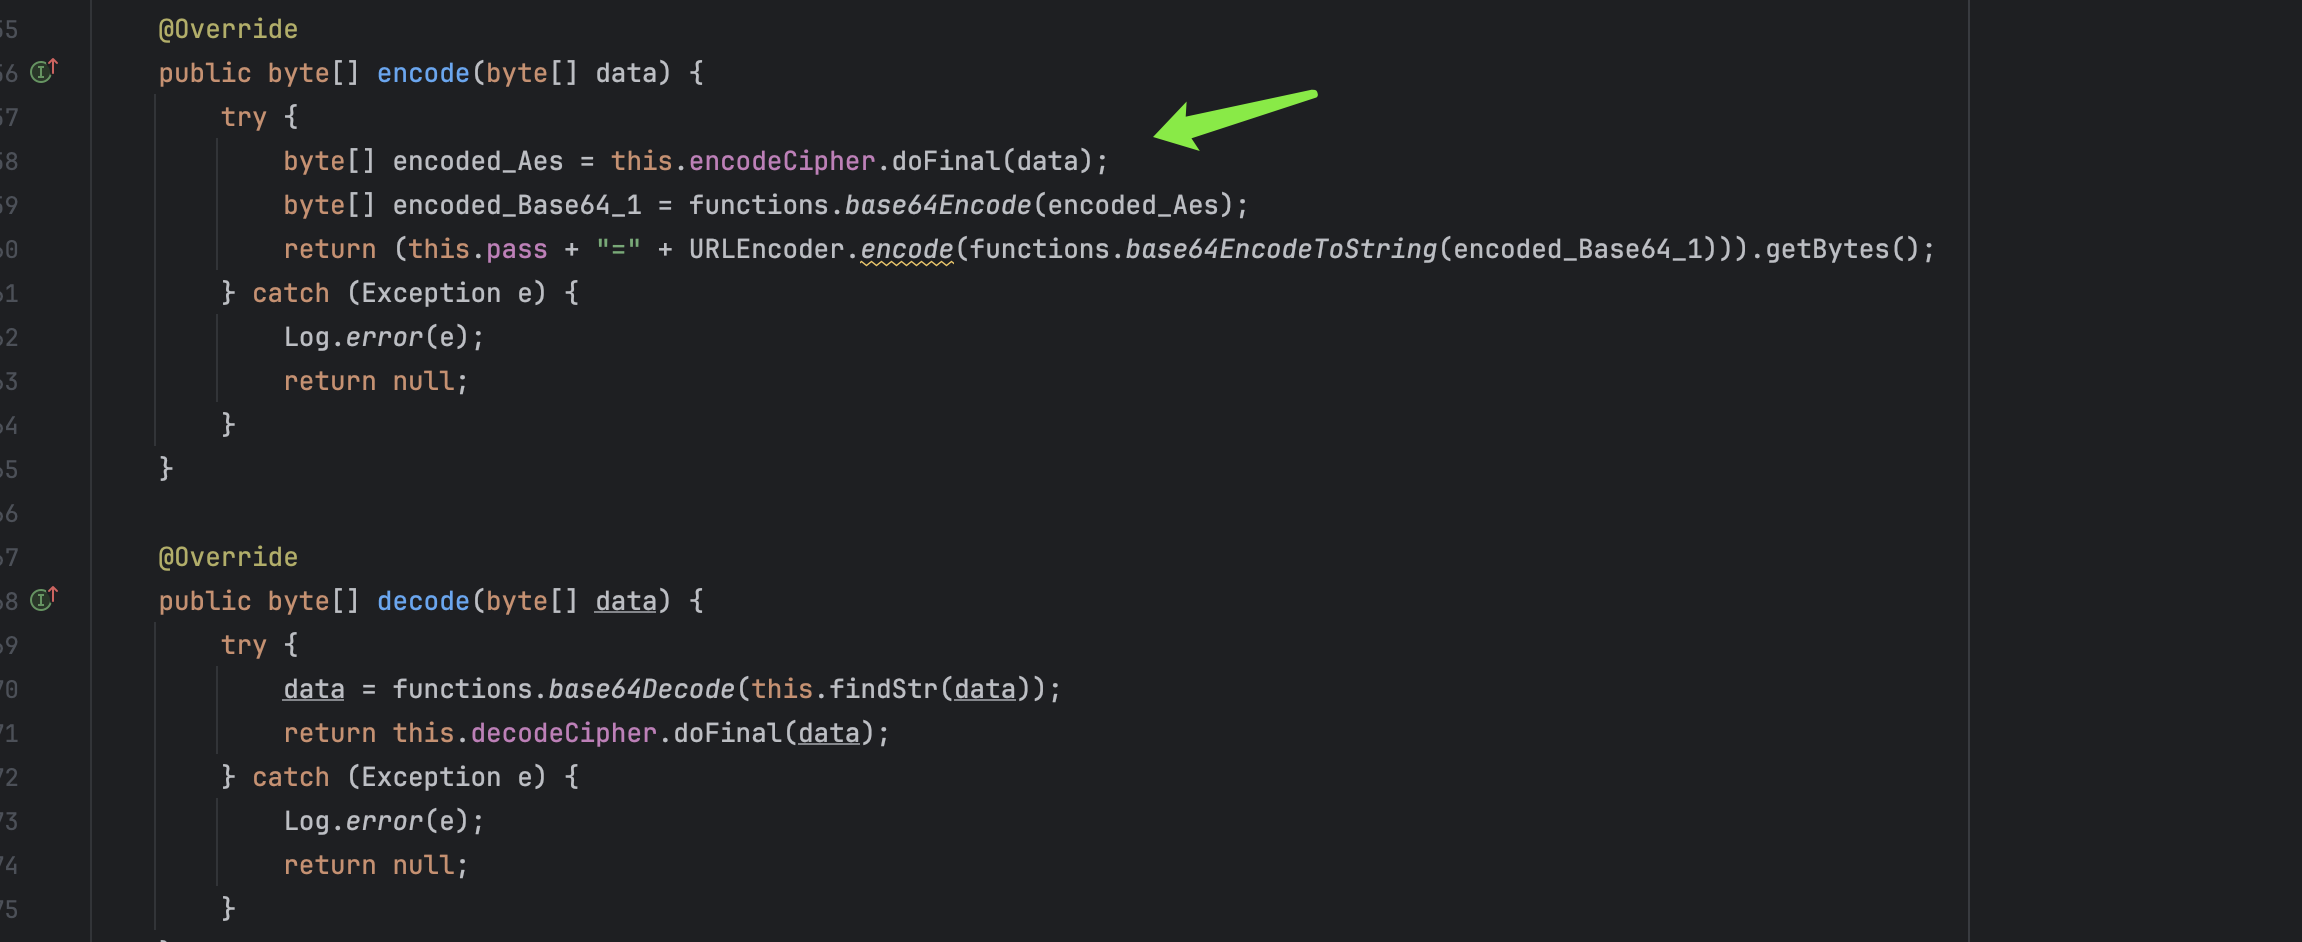 55 @Override
56 public byte[] encode(byte[] data) {
57 try {
58 byte[] encoded_Aes = this.encodeCipher.doFinal(data);
59 byte[] encoded_Base64_1 = functions.base64Encode(encoded_Aes);
60 return (this.pass + "=" + URLEncoder.encode(functions.base64EncodeToString(encoded_Base64_1))).getBytes();
61 } catch (Exception e) {
62 Log.error(e);
63 return null;
64 }
65 }
66
67 @Override
68 public byte[] decode(byte[] data) {
69 try {
70 data = functions.base64Decode(this.findStr(data));
71 return this.decodeCipher.doFinal(data);
72 } catch (Exception e) {
73 Log.error(e);
74 return null;
75 }